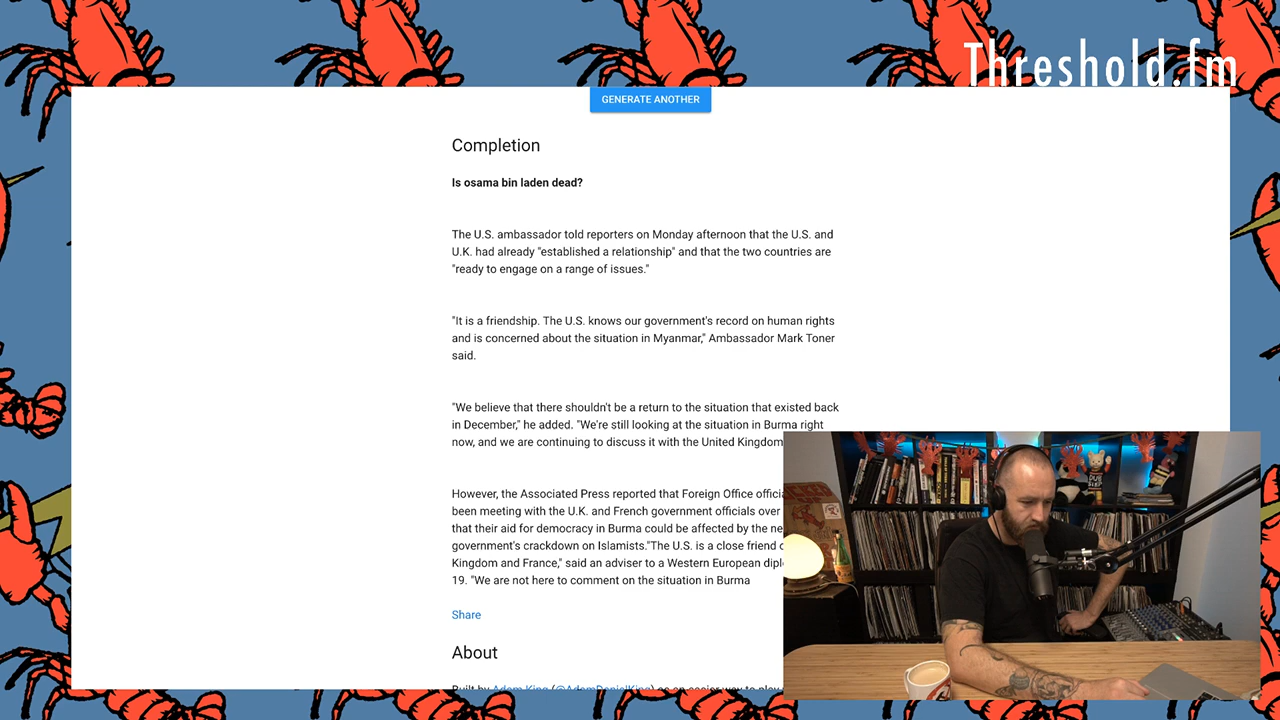 Threshold.fm
GENERATE ANOTHER
Completion
Is osama bin laden dead?
The U.S. ambassador told reporters on Monday afternoon that the U.S. and
U.K. had already "established a relationship" and that the two countries are
"ready to engage on a range of issues."
"It is a friendship. The U.S. knows our government's record on human rights
and is concerned about the situation in Myanmar," Ambassador Mark Toner
said.
"We believe that there shouldn't be a return to the situation that existed back
in December," he added. "We're still looking at the situation in Burma right
now, and we are continuing to discuss it with the United Kingdom
However, the Associated Press reported that Foreign Office
been meeting with the U.K. and French government officials over
that their aid for democracy in Burma could be affected by the
government's crackdown on Islamists."The U.S. is a close friend
Kingdom and France," said an adviser to a Western European
19. "We are not here to comment on the situation in Burma
Share
About
Built by Adam King (@AdamDanielKing) as an easier way to play